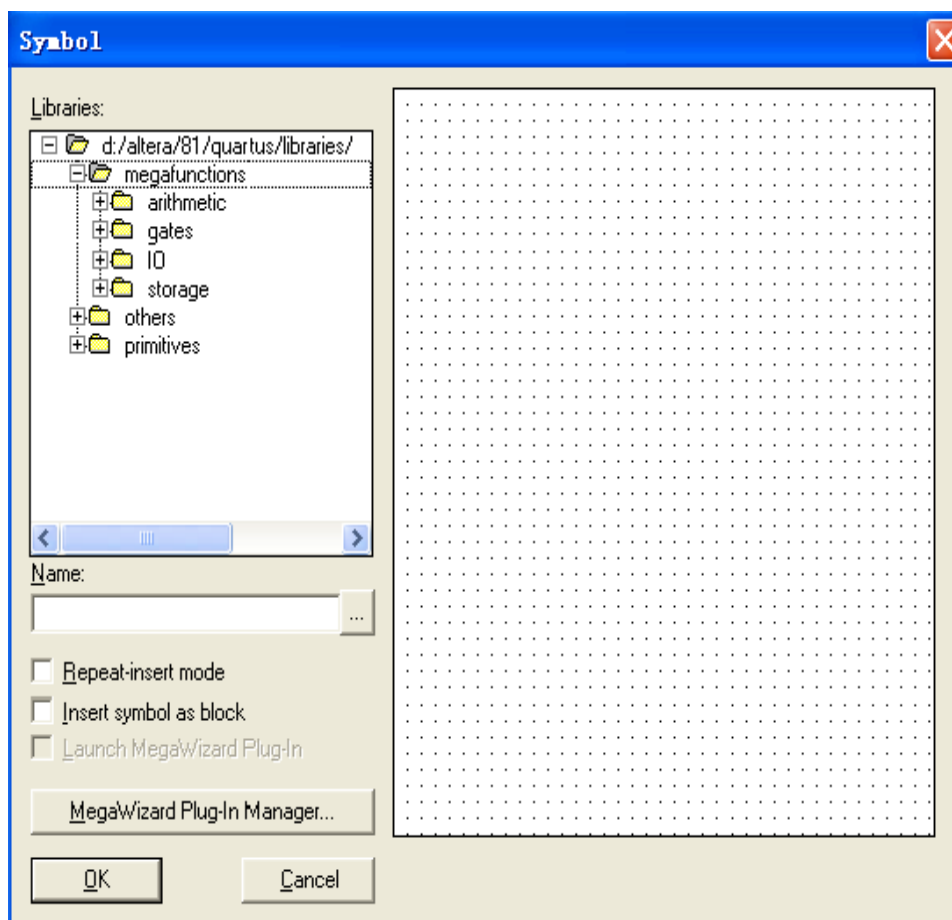 Symbol
Libraries:
d:/altera/81/quartus/libraries/
megafunctions
arithmetic
gates
IO
storage
others
primitives
Name:
...
Repeat-insert mode
Insert symbol as block
Launch MegaWizard Plug-In
MegaWizard Plug-In Manager...
OK
Cancel